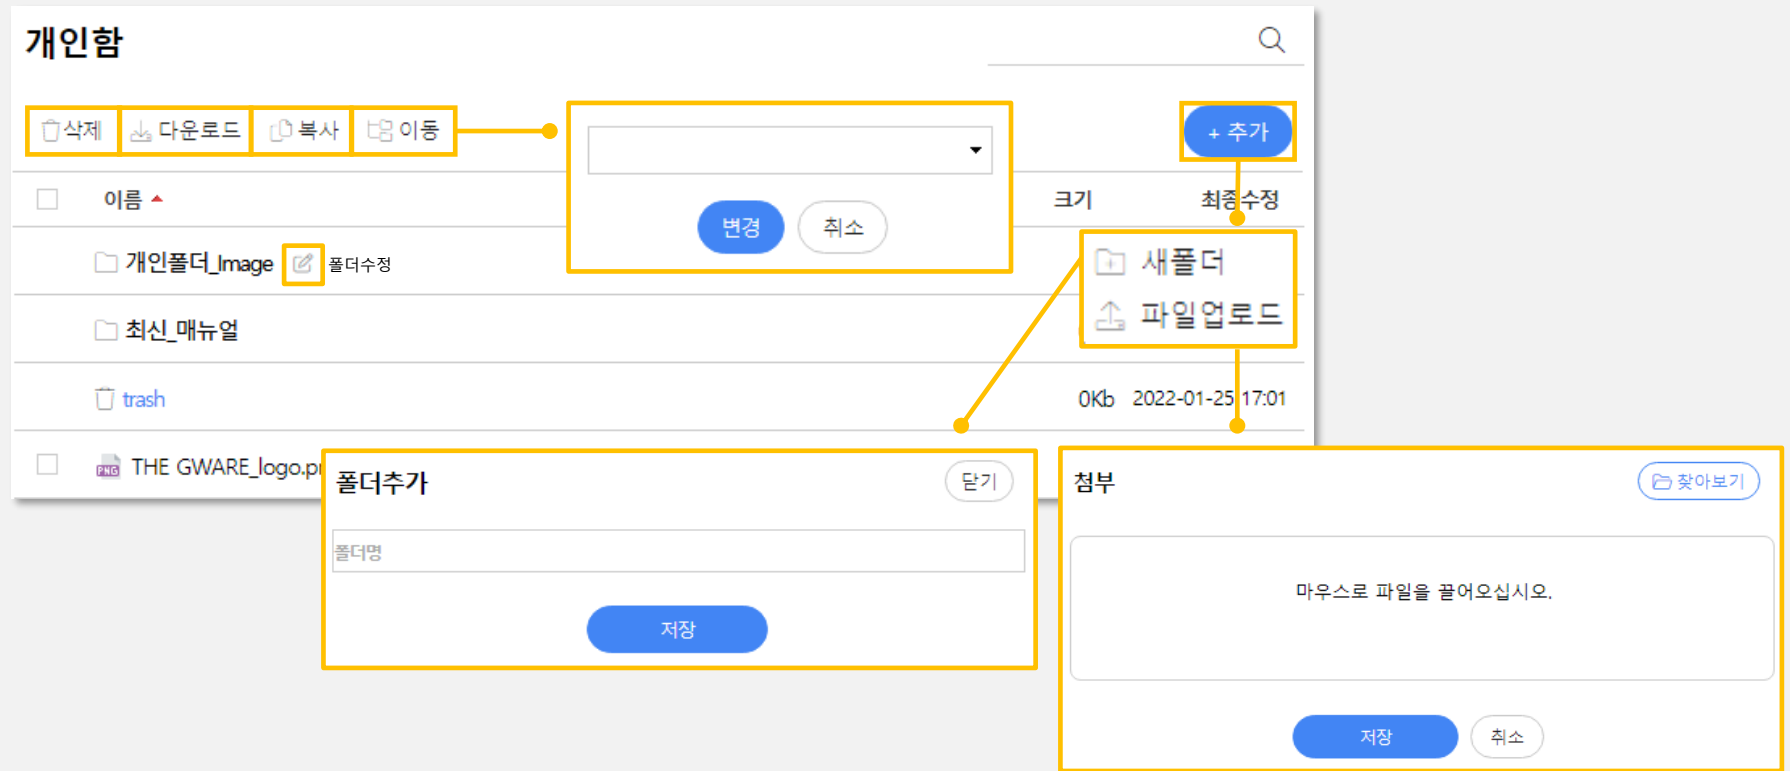 개인함
삭제 다운로드 복사 이동
+ 추가
변경 취소
이름 크기 최종수정
개인폴더_Image 폴더수정
새폴더
파일업로드
최신_매뉴얼
trash 0Kb 2022-01-25 17:01
PNG THE GWARE_logo.pn
폴더추가 닫기
폴더명
저장
첨부 찾아보기
마우스로 파일을 끌어오십시오.
저장 취소